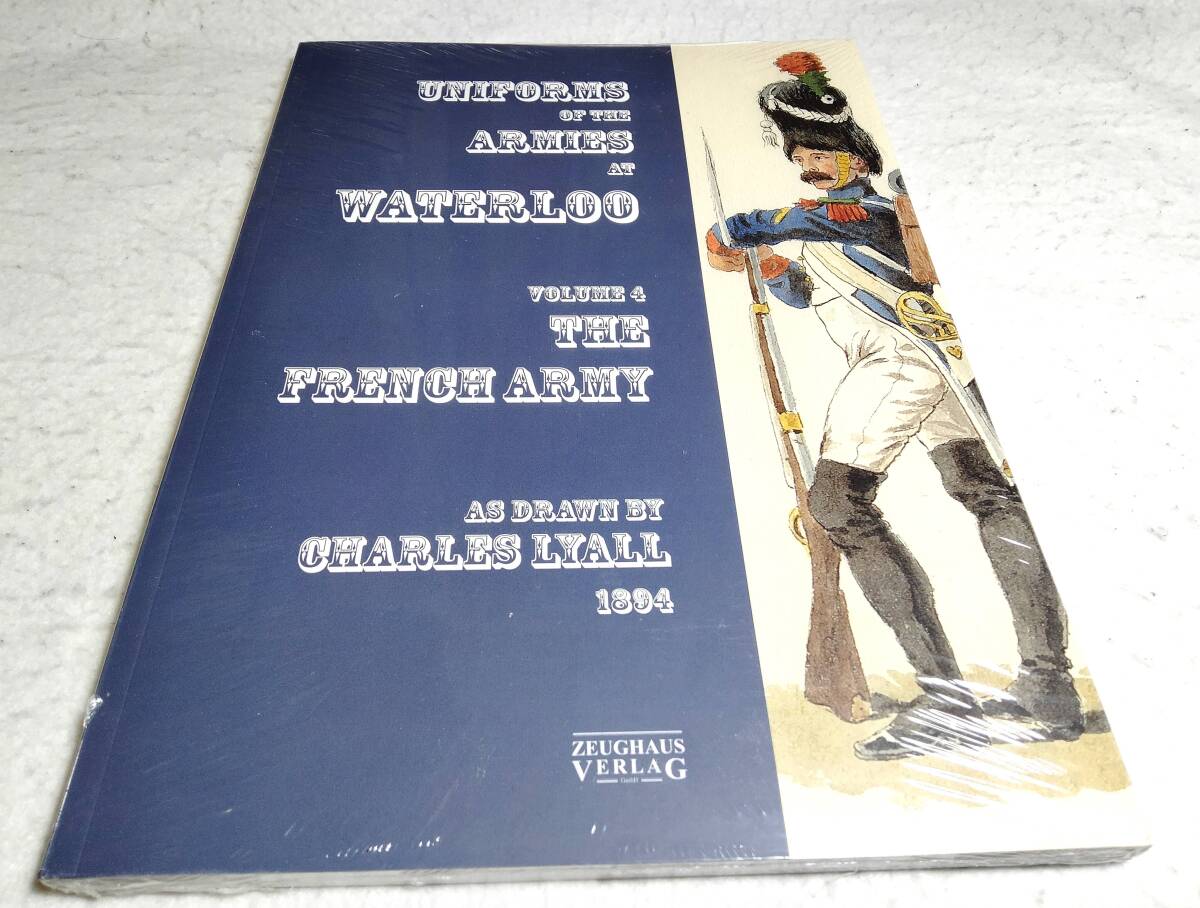 UNIFORMS
OF THE
ARMIES
AT
WATERLOO
VOLUME 4
THE
FRENCH ARMY
AS DRAWN BY
CHARLES LYALL
1894
ZEUGHAUS
VERLAG
GmbH